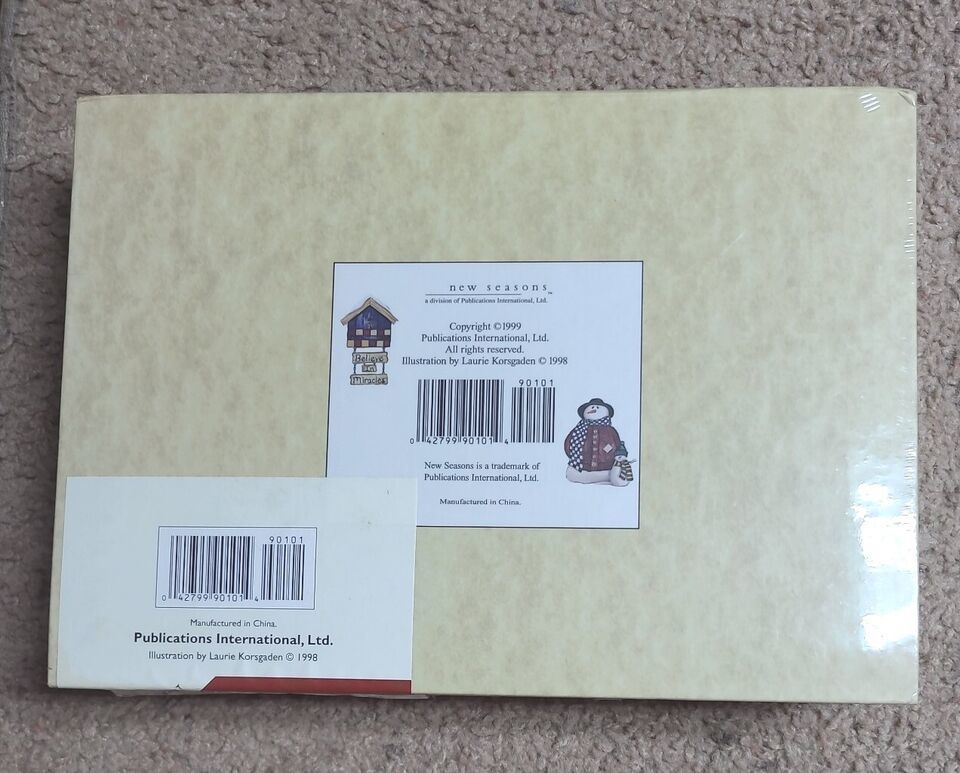 new seasons™
a division of Publications International, Ltd.
Copyright ©1999
Publications International, Ltd.
All rights reserved.
Illustration by Laurie Korsgaden © 1998
Believe
In
Miracles
90101
0 42799 90101 4
New Seasons is a trademark of
Publications International, Ltd.
Manufactured in China.
90101
0 42799 90101 4
Manufactured in China.
Publications International, Ltd.
Illustration by Laurie Korsgaden © 1998